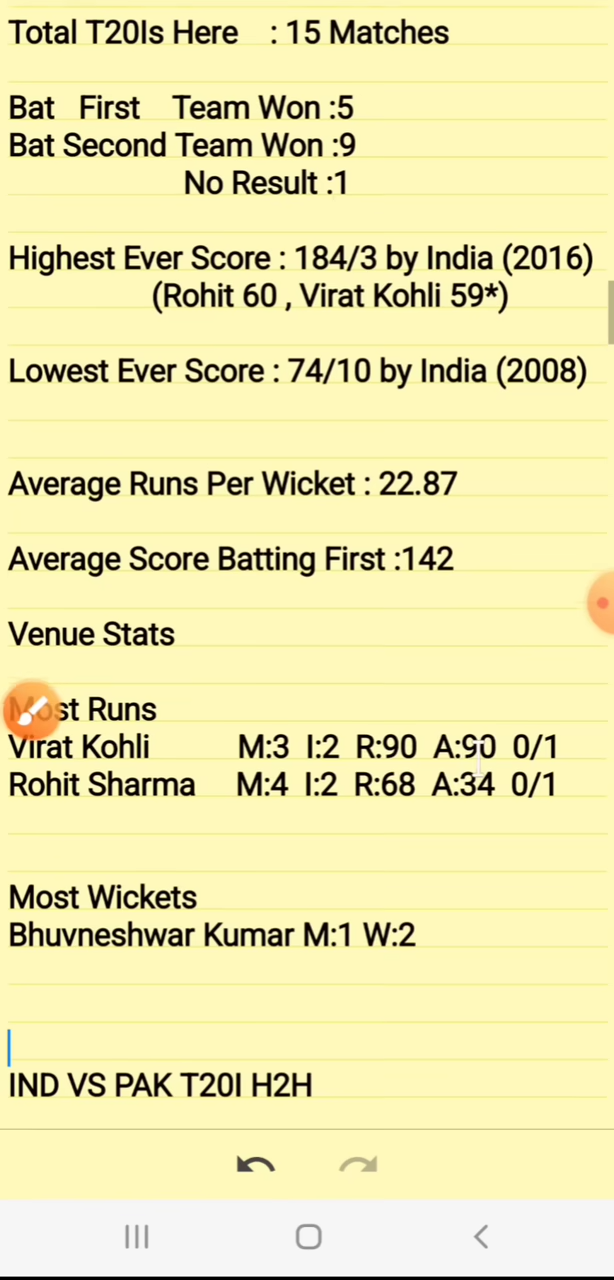 Total T20Is Here : 15 Matches
Bat First Team Won :5
Bat Second Team Won :9
No Result :1
Highest Ever Score : 184/3 by India (2016)
(Rohit 60 , Virat Kohli 59*)
Lowest Ever Score : 74/10 by India (2008)
Average Runs Per Wicket : 22.87
Average Score Batting First :142
Venue Stats
Most Runs
Virat Kohli M:3 I:2 R:90 A:90 0/1
Rohit Sharma M:4 I:2 R:68 A:34 0/1
Most Wickets
Bhuvneshwar Kumar M:1 W:2
IND VS PAK T20I H2H